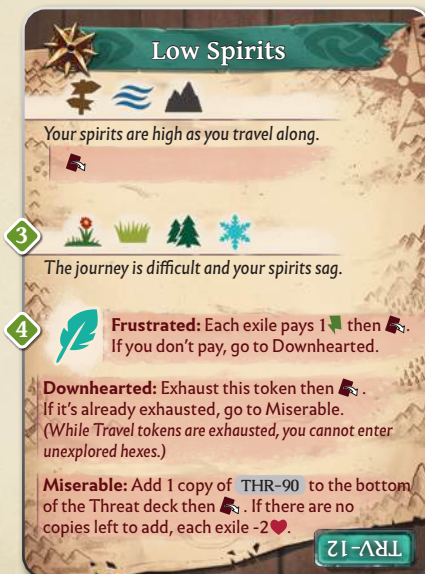 Low Spirits
Your spirits are high as you travel along.
3
The journey is difficult and your spirits sag.
4
Frustrated: Each exile pays 1 then .
If you don't pay, go to Downhearted.
Downhearted: Exhaust this token then .
If it's already exhausted, go to Miserable.
(While Travel tokens are exhausted, you cannot enter
unexplored hexes.)
Miserable: Add 1 copy of THR-90 to the bottom
of the Threat deck then . If there are no
copies left to add, each exile -2 .
TRV-12